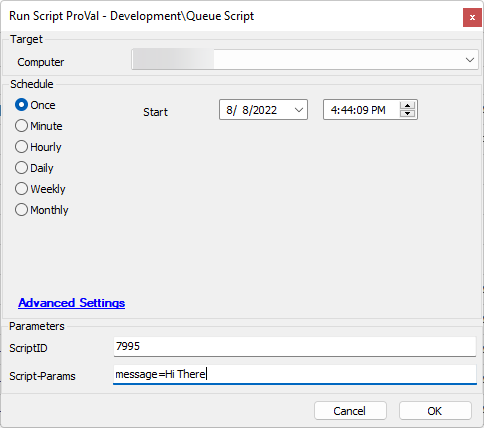 Run Script ProVal - Development\Queue Script
x
Target
Computer
Schedule
Once Start 8/ 8/2022 4:44:09 PM
Minute
Hourly
Daily
Weekly
Monthly
Advanced Settings
Parameters
ScriptID 7995
Script-Params message=Hi There
Cancel OK